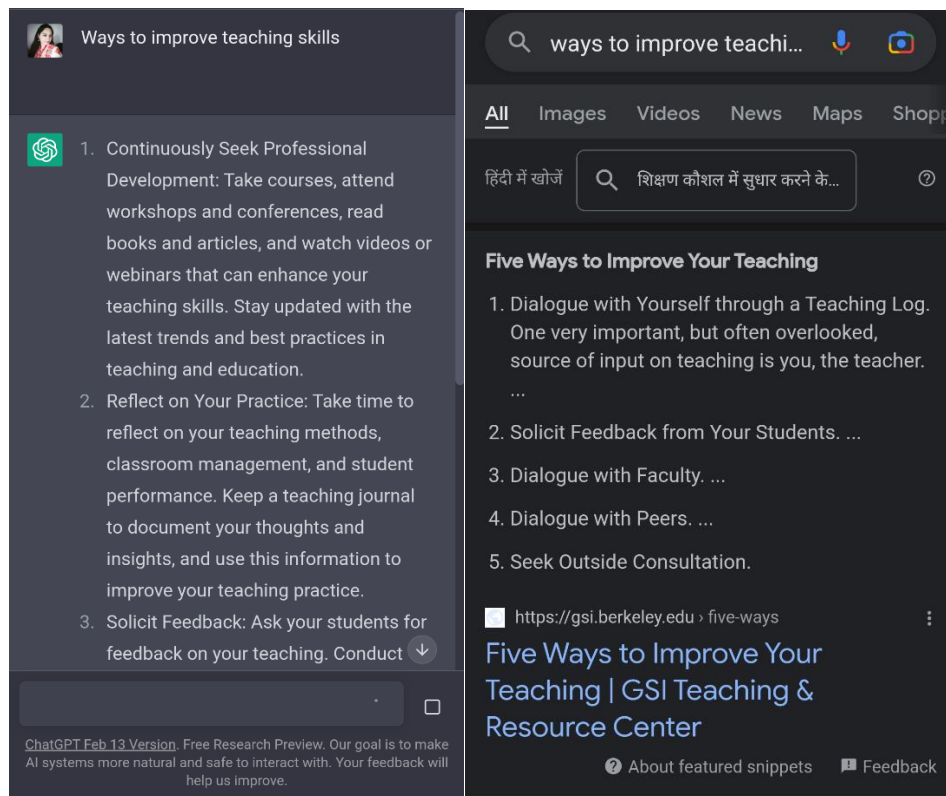 Ways to improve teaching skills
1. Continuously Seek Professional
Development: Take courses, attend
workshops and conferences, read
books and articles, and watch videos or
webinars that can enhance your
teaching skills. Stay updated with the
latest trends and best practices in
teaching and education.
2. Reflect on Your Practice: Take time to
reflect on your teaching methods,
classroom management, and student
performance. Keep a teaching journal
to document your thoughts and
insights, and use this information to
improve your teaching practice.
3. Solicit Feedback: Ask your students for
feedback on your teaching. Conduct
ChatGPT Feb 13 Version. Free Research Preview. Our goal is to make
AI systems more natural and safe to interact with. Your feedback will
help us improve.
ways to improve teachi...
All Images Videos News Maps Shopp
हिंदी में खोजें शिक्षण कौशल में सुधार करने के...
Five Ways to Improve Your Teaching
1. Dialogue with Yourself through a Teaching Log.
One very important, but often overlooked,
source of input on teaching is you, the teacher.
...
2. Solicit Feedback from Your Students. ...
3. Dialogue with Faculty. ...
4. Dialogue with Peers. ...
5. Seek Outside Consultation.
https://gsi.berkeley.edu › five-ways
Five Ways to Improve Your
Teaching | GSI Teaching &
Resource Center
About featured snippets Feedback